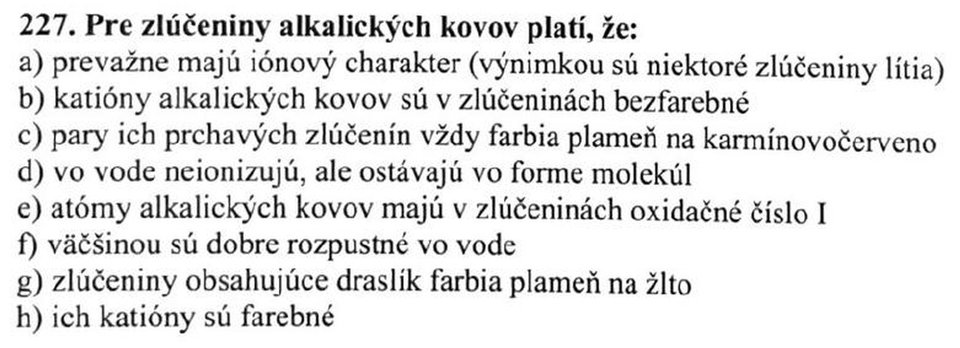 227. Pre zlúčeniny alkalických kovov platí, že:
a) prevažne majú iónový charakter (výnimkou sú niektoré zlúčeniny lítia)
b) katióny alkalických kovov sú v zlúčeninách bezfarebné
c) pary ich prchavých zlúčenín vždy farbia plameň na karmínovočerveno
d) vo vode neionizujú, ale ostávajú vo forme molekúl
e) atómy alkalických kovov majú v zlúčeninách oxidačné číslo I
f) väčšinou sú dobre rozpustné vo vode
g) zlúčeniny obsahujúce draslík farbia plameň na žlto
h) ich katióny sú farebné